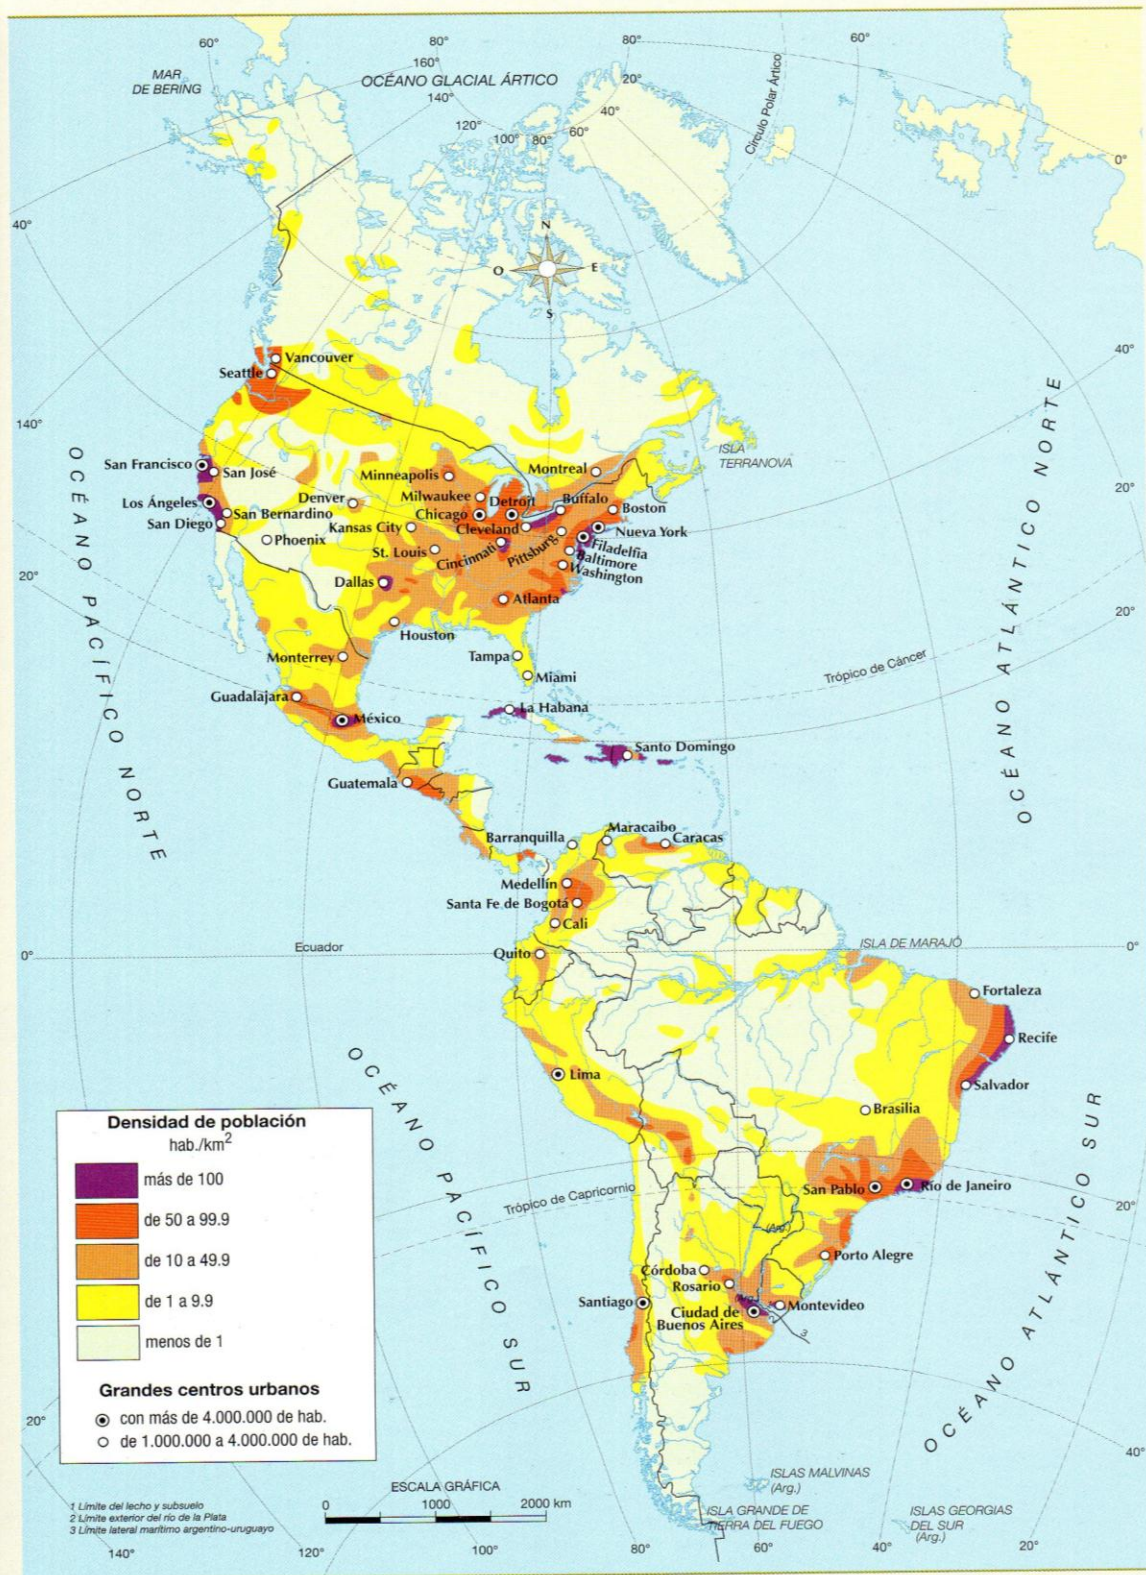 60°
80°
80°
60°
MAR
DE BERING
160°
OCÉANO GLACIAL ÁRTICO
20°
140°
40°
120°
100°
80°
60°
Círculo Polar Ártico
0°
40°
N
O
E
S
Vancouver
Seattle
40°
140°
ISLA
TERRANOVA
San Francisco
San José
Minneapolis
Montreal
Los Ángeles
San Bernardino
San Diego
Denver
Milwaukee
Detroit
Buffalo
Boston
20°
Chicago
Kansas City
Cleveland
Nueva York
Phoenix
St. Louis
Cincinnati
Pittsburg
Filadelfia
Baltimore
Washington
20°
Dallas
Atlanta
20°
Houston
Monterrey
Tampa
Miami
Trópico de Cáncer
Guadalajara
México
La Habana
Santo Domingo
Guatemala
OCÉANO PACÍFICO NORTE
OCÉANO ATLÁNTICO NORTE
Barranquilla
Maracaibo
Caracas
Medellín
Santa Fe de Bogotá
Cali
0°
Ecuador
Quito
ISLA DE MARAJÓ
0°
Fortaleza
Recife
Lima
Salvador
Brasilia
OCÉANO PACÍFICO SUR
OCÉANO ATLÁNTICO SUR
Trópico de Capricornio
San Pablo
Río de Janeiro
20°
(Arg.)
Porto Alegre
Córdoba
Rosario
Santiago
(Arg.)
Ciudad de
Buenos Aires
Montevideo
1
2
3
Densidad de población
hab./km2
más de 100
de 50 a 99.9
de 10 a 49.9
de 1 a 9.9
menos de 1
Grandes centros urbanos
con más de 4.000.000 de hab.
de 1.000.000 a 4.000.000 de hab.
20°
40°
ESCALA GRÁFICA
0
1000
2000 km
ISLAS MALVINAS
(Arg.)
ISLA GRANDE DE
TIERRA DEL FUEGO
ISLAS GEORGIAS
DEL SUR
(Arg.)
1 Límite del lecho y subsuelo
2 Límite exterior del río de la Plata
3 Límite lateral marítimo argentino-uruguayo
140°
120°
100°
80°
60°
40°
20°